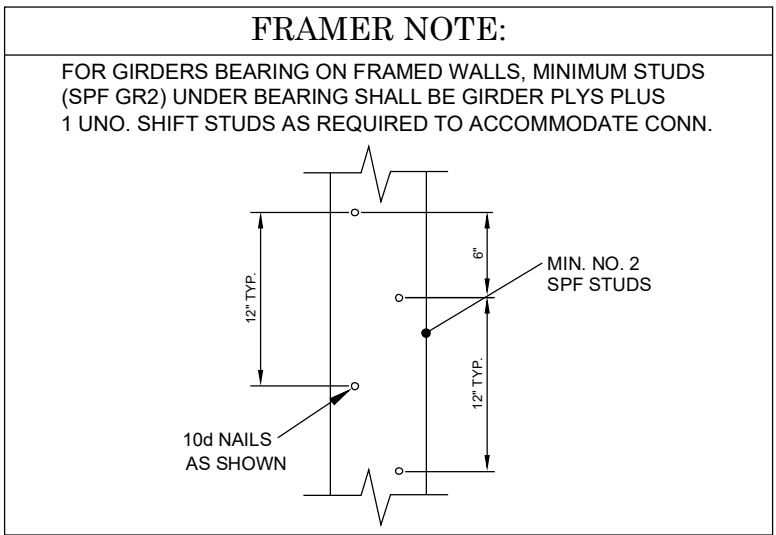 FRAMER NOTE:
FOR GIRDERS BEARING ON FRAMED WALLS, MINIMUM STUDS
(SPF GR2) UNDER BEARING SHALL BE GIRDER PLYS PLUS
1 UNO. SHIFT STUDS AS REQUIRED TO ACCOMMODATE CONN.
12" TYP.
6"
MIN. NO. 2
SPF STUDS
12" TYP.
10d NAILS
AS SHOWN